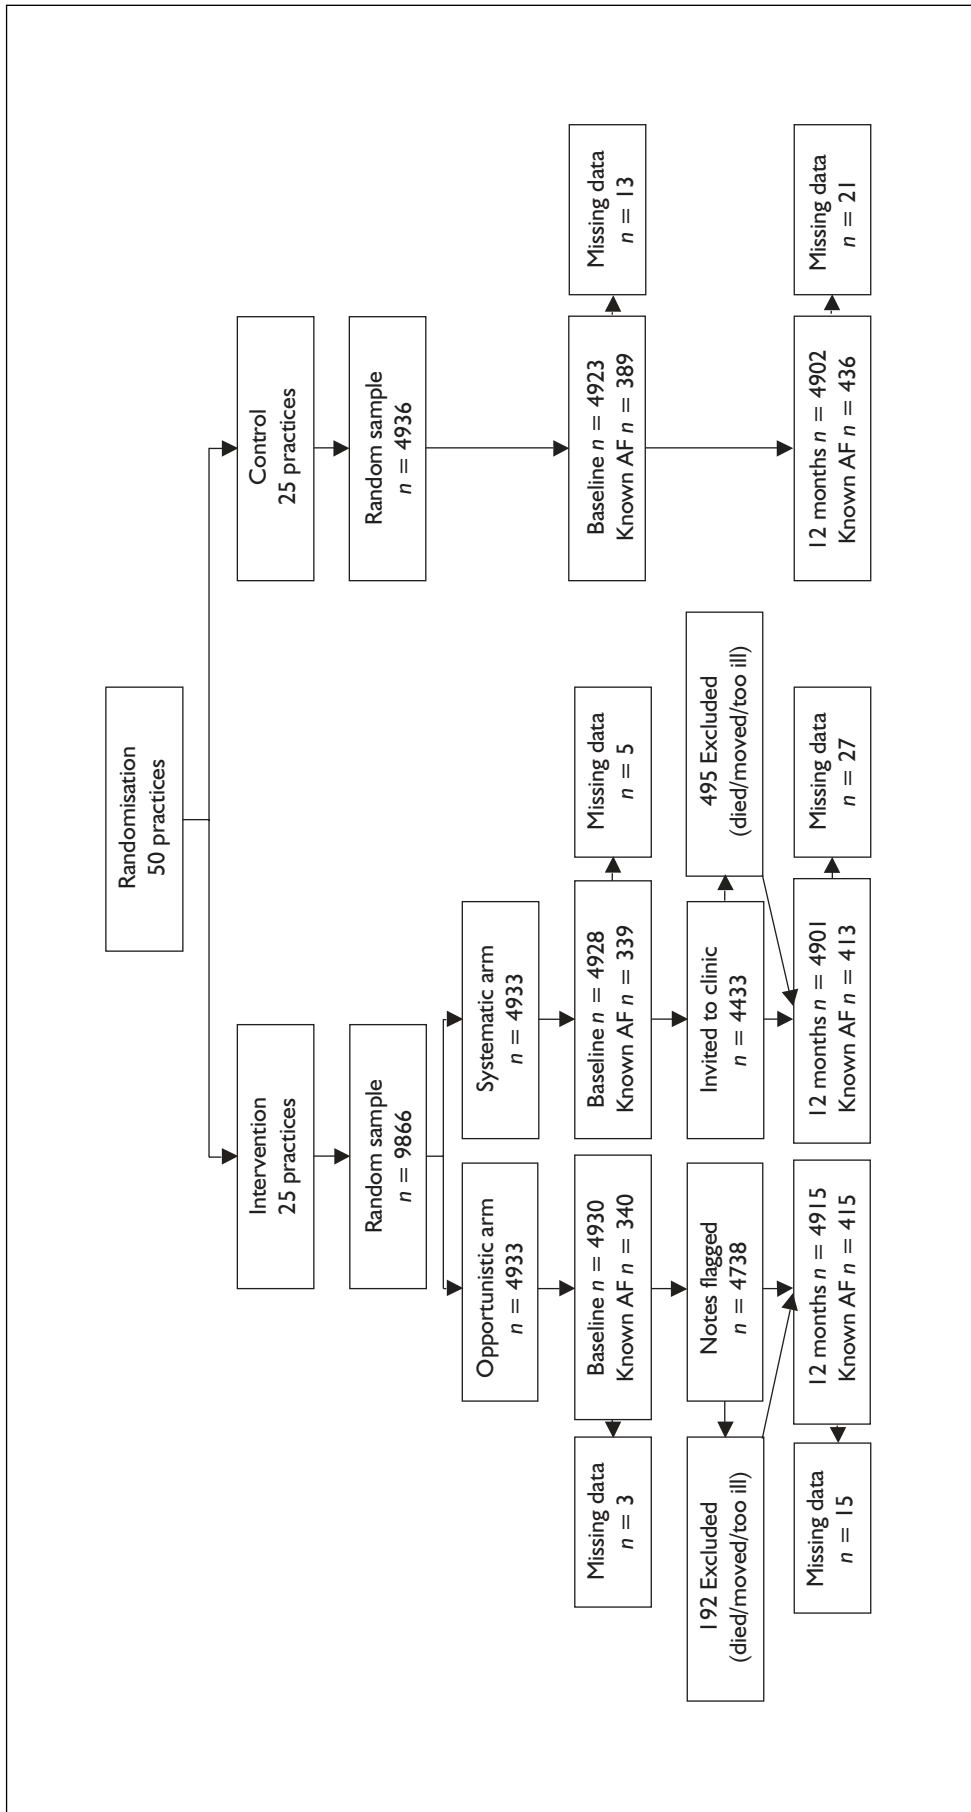 Randomisation
50 practices
Intervention
25 practices
Control
25 practices
Random sample
n = 9866
Random sample
n = 4936
Opportunistic arm
n = 4933
Systematic arm
n = 4933
Missing data
n = 3
Baseline n = 4930
Known AF n = 340
Baseline n = 4928
Known AF n = 339
Missing data
n = 5
Baseline n = 4923
Known AF n = 389
Missing data
n = 13
192 Excluded
(died/moved/too ill)
Notes flagged
n = 4738
Invited to clinic
n = 4433
495 Excluded
(died/moved/too ill)
Missing data
n = 15
12 months n = 4915
Known AF n = 415
12 months n = 4901
Known AF n = 413
Missing data
n = 27
12 months n = 4902
Known AF n = 436
Missing data
n = 21